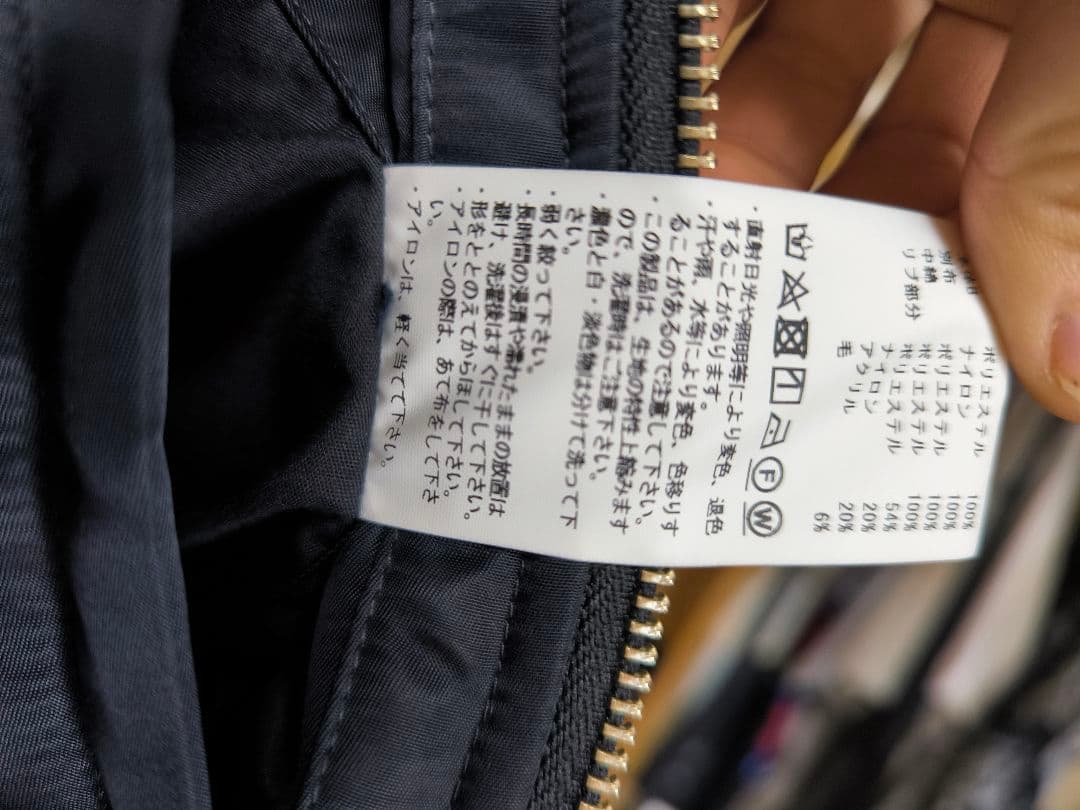 ポリエステル 100%
ナイロン 100%
別布 ポリエステル 100%
中綿 ポリエステル 100%
リブ部分 ポリエステル 54%
ナイロン 20%
アクリル 20%
毛 6%
F W
・直射日光や照明等により変色、退色
することがあります。
・汗や雨、水等により変色、色移りす
ることがあるので注意して下さい。
・この製品は、生地の特性上縮みます
ので、洗濯時はご注意下さい。
・濃色と白・淡色物は分けて洗って下
さい。
・弱く絞って下さい。
・長時間の浸漬や濡れたままの放置は
避け、洗濯後はすぐに干して下さい。
・形をととのえてからほして下さい。
・アイロンの際は、あて布をして下さ
い。
・アイロンは、軽く当てて下さい。